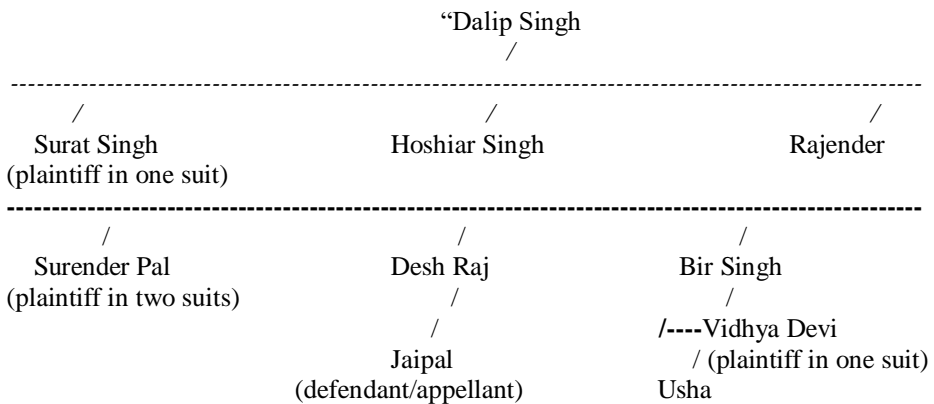 “Dalip Singh
/
--------------------------------------------------------------------------------------------------------
/ / /
Surat Singh Hoshiar Singh Rajender
(plaintiff in one suit)
-----------------------------------------------------------------------------------------------------
/ / /
Surender Pal Desh Raj Bir Singh
(plaintiff in two suits) / /
/ /----Vidhya Devi
Jaipal / (plaintiff in one suit)
(defendant/appellant) Usha